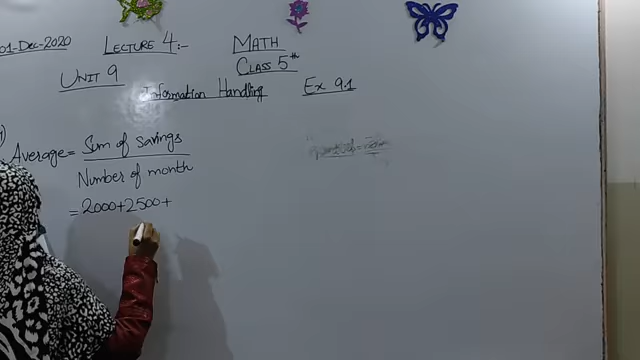 01-Dec-2020 LECTURE 4:- MATH
UNIT 9 CLASS 5th
Information Handling Ex 9.1
Average = Sum of savings
Number of month
= 2000+2500+